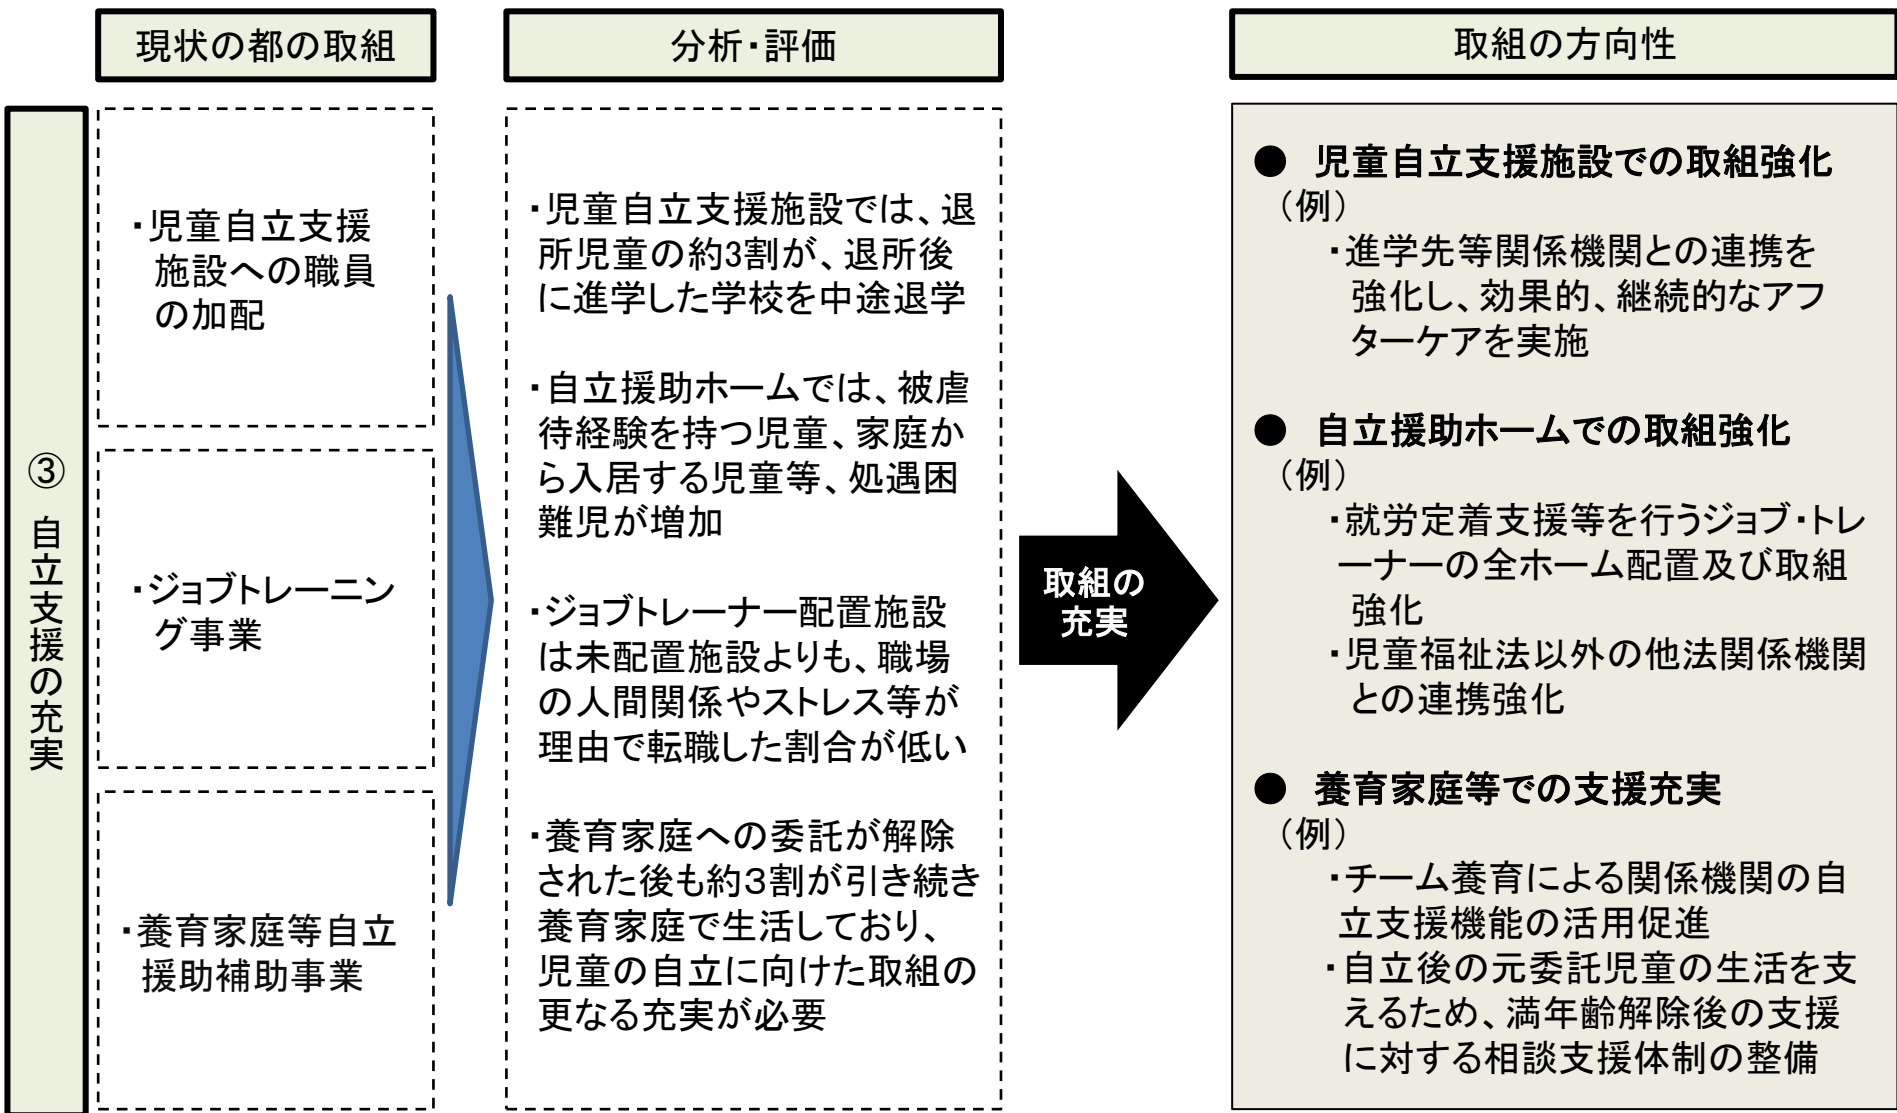 現状の都の取組
分析・評価
取組の方向性
③自立支援の充実
・児童自立支援
施設への職員
の加配
・ジョブトレーニン
グ事業
・養育家庭等自立
援助補助事業
・児童自立支援施設では、退
所児童の約3割が、退所後
に進学した学校を中途退学
・自立援助ホームでは、被虐
待経験を持つ児童、家庭か
ら入居する児童等、処遇困
難児が増加
・ジョブトレーナー配置施設
は未配置施設よりも、職場
の人間関係やストレス等が
理由で転職した割合が低い
・養育家庭への委託が解除
された後も約３割が引き続き
養育家庭で生活しており、
児童の自立に向けた取組の
更なる充実が必要
取組の
充実
● 児童自立支援施設での取組強化
（例）
・進学先等関係機関との連携を
強化し、効果的、継続的なアフ
ターケアを実施
● 自立援助ホームでの取組強化
（例）
・就労定着支援等を行うジョブ・トレ
ーナーの全ホーム配置及び取組
強化
・児童福祉法以外の他法関係機関
との連携強化
● 養育家庭等での支援充実
（例）
・チーム養育による関係機関の自
立支援機能の活用促進
・自立後の元委託児童の生活を支
えるため、満年齢解除後の支援
に対する相談支援体制の整備